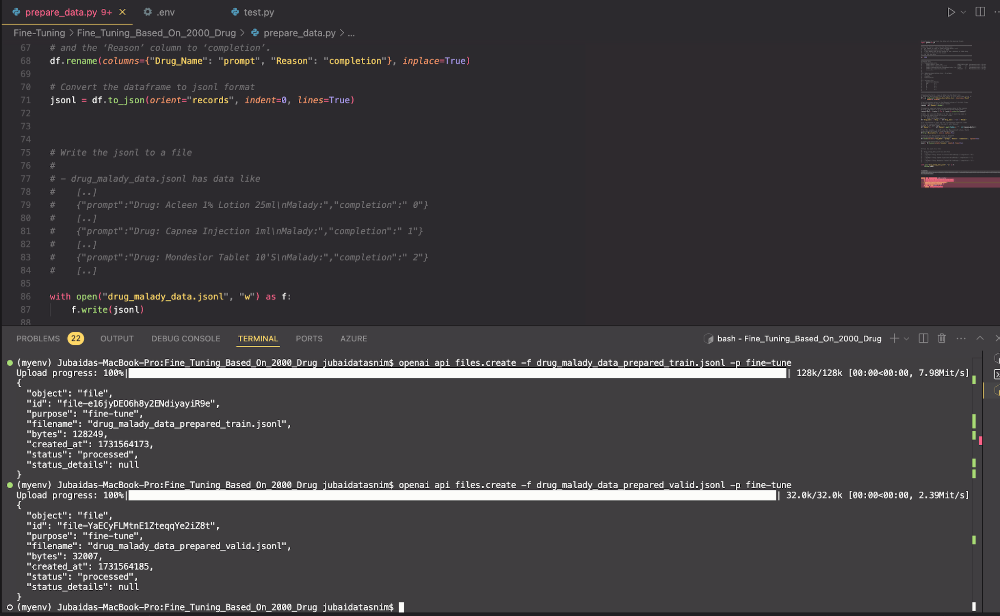 prepare_data.py 9+ .env test.py
Fine-Tuning > Fine_Tuning_Based_On_2000_Drug > prepare_data.py > ...
67 # and the ‘Reason’ column to ‘completion’.
68 df.rename(columns={"Drug_Name": "prompt", "Reason": "completion"}, inplace=True)
69
70 # Convert the dataframe to jsonl format
71 jsonl = df.to_json(orient="records", indent=0, lines=True)
72
73
74
75 # Write the jsonl to a file
76 #
77 # – drug_malady_data.jsonl has data like
78 #    [..]
79 #    {"prompt":"Drug: Acleen 1% Lotion 25ml\nMalady:","completion":" 0"}
80 #    [..]
81 #    {"prompt":"Drug: Capnea Injection 1ml\nMalady:","completion":" 1"}
82 #    [..]
83 #    {"prompt":"Drug: Mondeslor Tablet 10'S\nMalady:","completion":" 2"}
84 #    [..]
85
86 with open("drug_malady_data.jsonl", "w") as f:
87     f.write(jsonl)
88
PROBLEMS 22 OUTPUT DEBUG CONSOLE TERMINAL PORTS AZURE bash - Fine_Tuning_Based_On_2000_Drug
(myenv) Jubaidas-MacBook-Pro:Fine_Tuning_Based_On_2000_Drug jubaidatasnim$ openai api files.create -f drug_malady_data_prepared_train.jsonl -p fine-tune
Upload progress: 100%| | 128k/128k [00:00<00:00, 7.98Mit/s]
{
  "object": "file",
  "id": "file-e16jyDEO6h8y2ENdiyayiR9e",
  "purpose": "fine-tune",
  "filename": "drug_malady_data_prepared_train.jsonl",
  "bytes": 128249,
  "created_at": 1731564173,
  "status": "processed",
  "status_details": null
}
(myenv) Jubaidas-MacBook-Pro:Fine_Tuning_Based_On_2000_Drug jubaidatasnim$ openai api files.create -f drug_malady_data_prepared_valid.jsonl -p fine-tune
Upload progress: 100%| | 32.0k/32.0k [00:00<00:00, 2.39Mit/s]
{
  "object": "file",
  "id": "file-YaECyFLMtnE1ZteqqYe2iZ8t",
  "purpose": "fine-tune",
  "filename": "drug_malady_data_prepared_valid.jsonl",
  "bytes": 32007,
  "created_at": 1731564185,
  "status": "processed",
  "status_details": null
}
(myenv) Jubaidas-MacBook-Pro:Fine_Tuning_Based_On_2000_Drug jubaidatasnim$